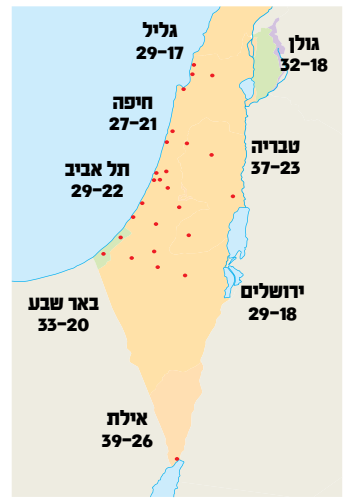 גליל
29-17
גולן
32-18
חיפה
27-21
טבריה
37-23
תל אביב
29-22
ירושלים
29-18
באר שבע
33-20
אילת
39-26